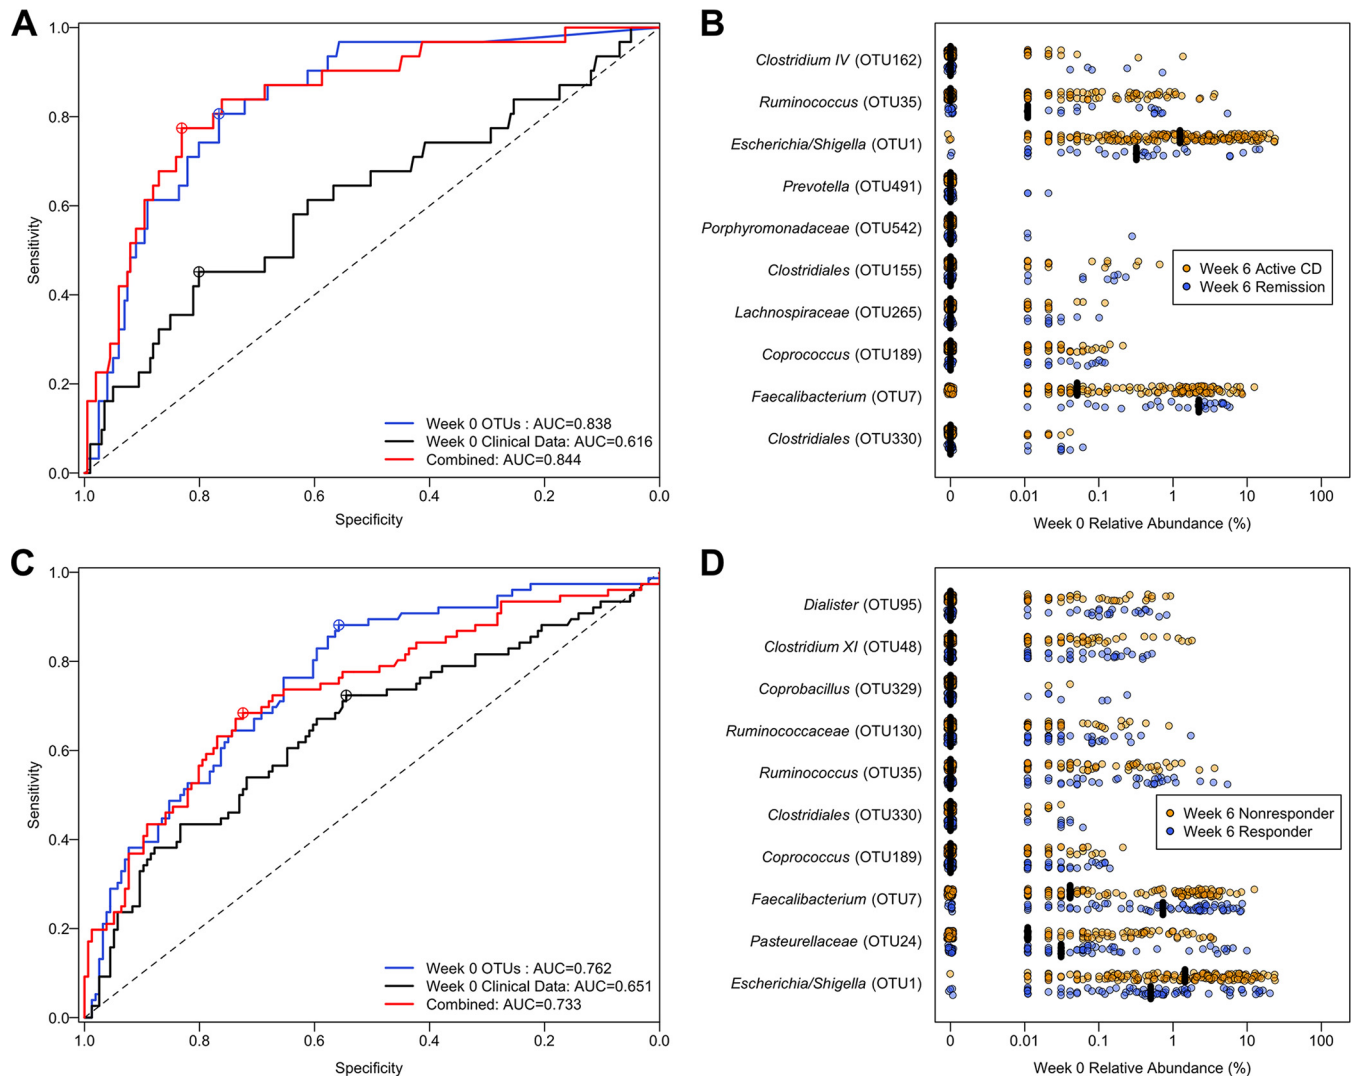 A
1.0
0.8
0.6
0.4
0.2
0.0
Sensitivity
Week 0 OTUs : AUC=0.838
Week 0 Clinical Data: AUC=0.616
Combined: AUC=0.844
1.0 0.8 0.6 0.4 0.2 0.0
Specificity
B
Clostridium IV (OTU162)
Ruminococcus (OTU35)
Escherichia/Shigella (OTU1)
Prevotella (OTU491)
Porphyromonadaceae (OTU542)
Clostridiales (OTU155)
Lachnospiraceae (OTU265)
Coprococcus (OTU189)
Faecalibacterium (OTU7)
Clostridiales (OTU330)
Week 6 Active CD
Week 6 Remission
0 0.01 0.1 1 10 100
Week 0 Relative Abundance (%)
C
1.0
0.8
0.6
0.4
0.2
0.0
Sensitivity
Week 0 OTUs : AUC=0.762
Week 0 Clinical Data: AUC=0.651
Combined: AUC=0.733
1.0 0.8 0.6 0.4 0.2 0.0
Specificity
D
Dialister (OTU95)
Clostridium XI (OTU48)
Coprobacillus (OTU329)
Ruminococcaceae (OTU130)
Ruminococcus (OTU35)
Clostridiales (OTU330)
Coprococcus (OTU189)
Faecalibacterium (OTU7)
Pasteurellaceae (OTU24)
Escherichia/Shigella (OTU1)
Week 6 Nonresponder
Week 6 Responder
0 0.01 0.1 1 10 100
Week 0 Relative Abundance (%)